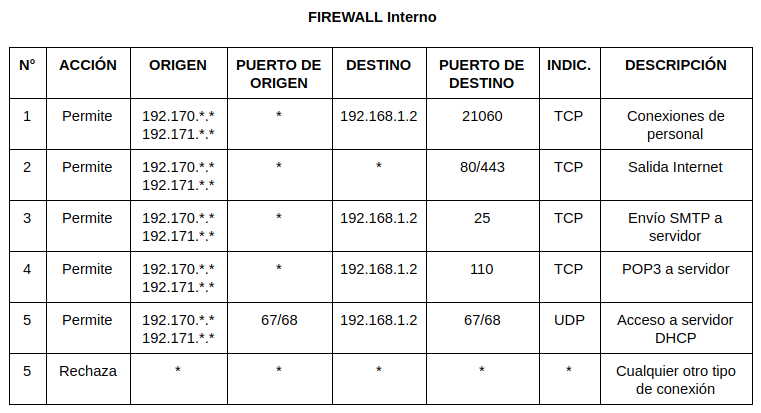 FIREWALL Interno
N° ACCIÓN ORIGEN PUERTO DE ORIGEN DESTINO PUERTO DE DESTINO INDIC. DESCRIPCIÓN
1 Permite 192.170.*.* 192.171.*.* * 192.168.1.2 21060 TCP Conexiones de personal
2 Permite 192.170.*.* 192.171.*.* * * 80/443 TCP Salida Internet
3 Permite 192.170.*.* 192.171.*.* * 192.168.1.2 25 TCP Envío SMTP a servidor
4 Permite 192.170.*.* 192.171.*.* * 192.168.1.2 110 TCP POP3 a servidor
5 Permite 192.170.*.* 192.171.*.* 67/68 192.168.1.2 67/68 UDP Acceso a servidor DHCP
5 Rechaza * * * * * Cualquier otro tipo de conexión